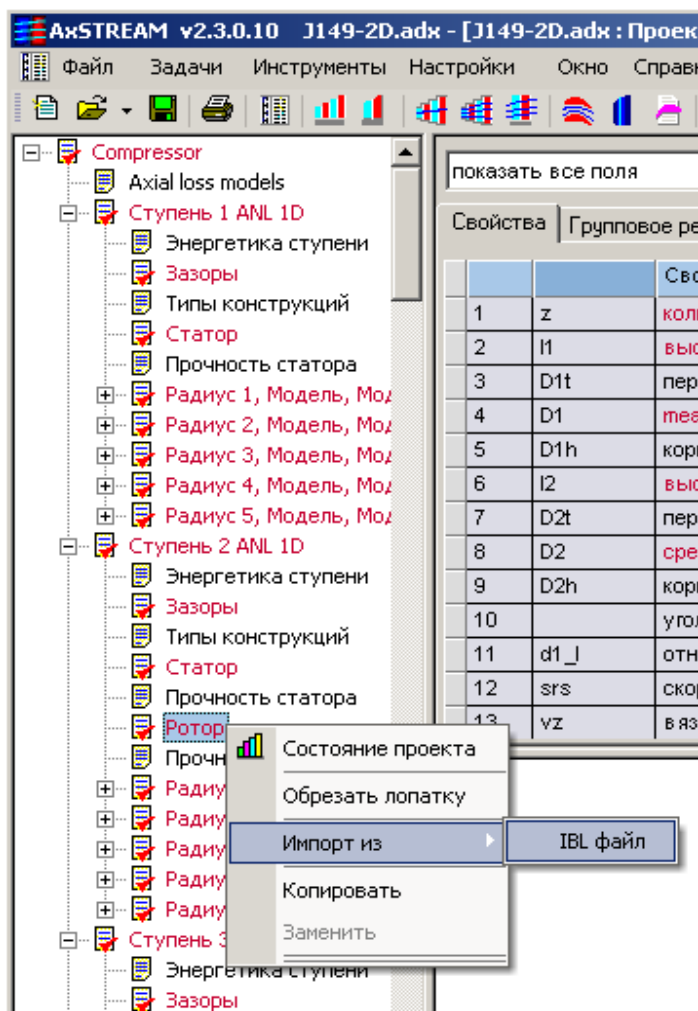 AxSTREAM v2.3.0.10 J149-2D.adx - [J149-2D.adx : Проек
Файл Задачи Инструменты Настройки Окно Справ
Compressor
Axial loss models
Ступень 1 ANL 1D
Энергетика ступени
Зазоры
Типы конструкций
Статор
Прочность статора
Радиус 1, Модель, Мод
Радиус 2, Модель, Мод
Радиус 3, Модель, Мод
Радиус 4, Модель, Мод
Радиус 5, Модель, Мод
Ступень 2 ANL 1D
Энергетика ступени
Зазоры
Типы конструкций
Статор
Прочность статора
Ротор
Прочн
Радиу
Радиу
Радиу
Радиу
Радиу
Ступень 3
Энергетика ступени
Зазоры
показать все поля
Свойства Групповое ре
Сво
1 z кол
2 l1 выс
3 D1t пер
4 D1 mea
5 D1h кор
6 l2 выс
7 D2t пер
8 D2 сре
9 D2h кор
10 угол
11 d1_l отн
12 srs ско
13 vz вяз
Состояние проекта
Обрезать лопатку
Импорт из
IBL файл
Копировать
Заменить